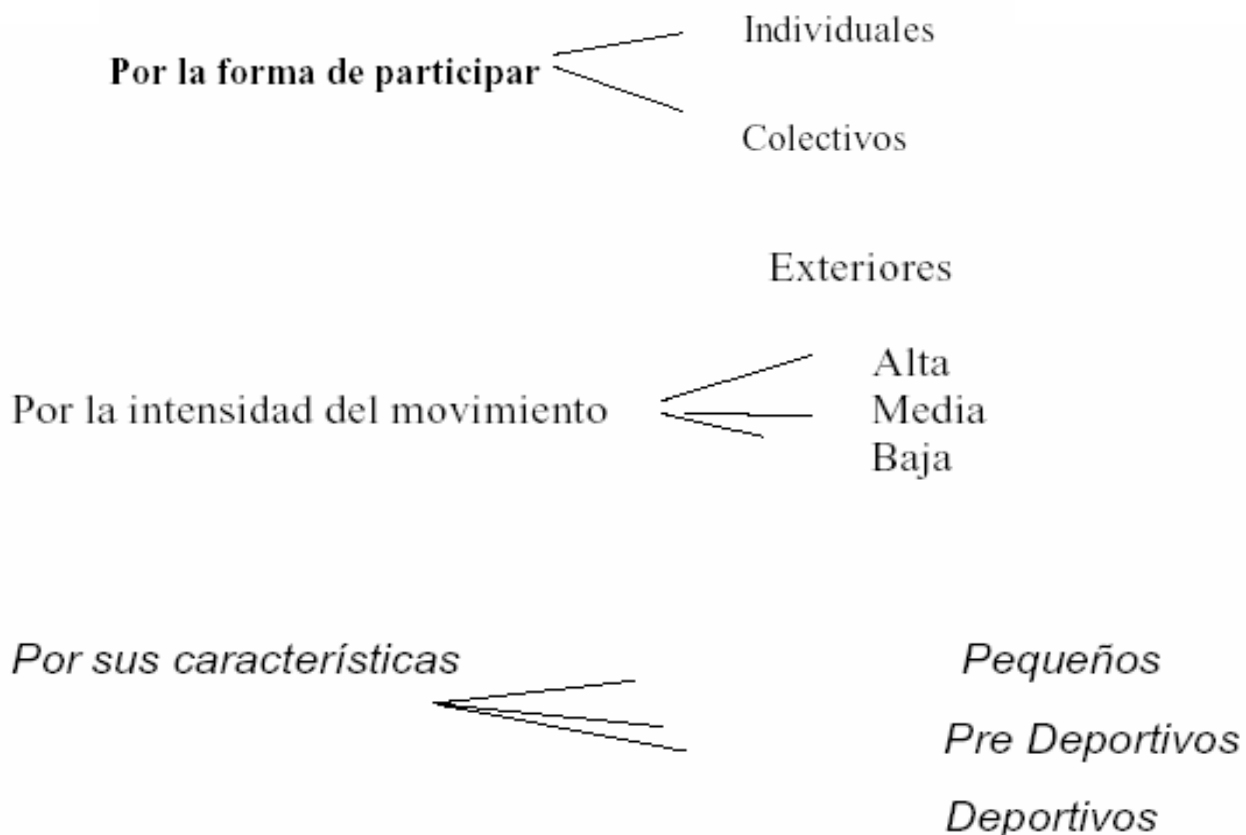 Individuales
Por la forma de participar
Colectivos
Exteriores
Alta
Por la intensidad del movimiento Media
Baja
Por sus características Pequeños
Pre Deportivos
Deportivos